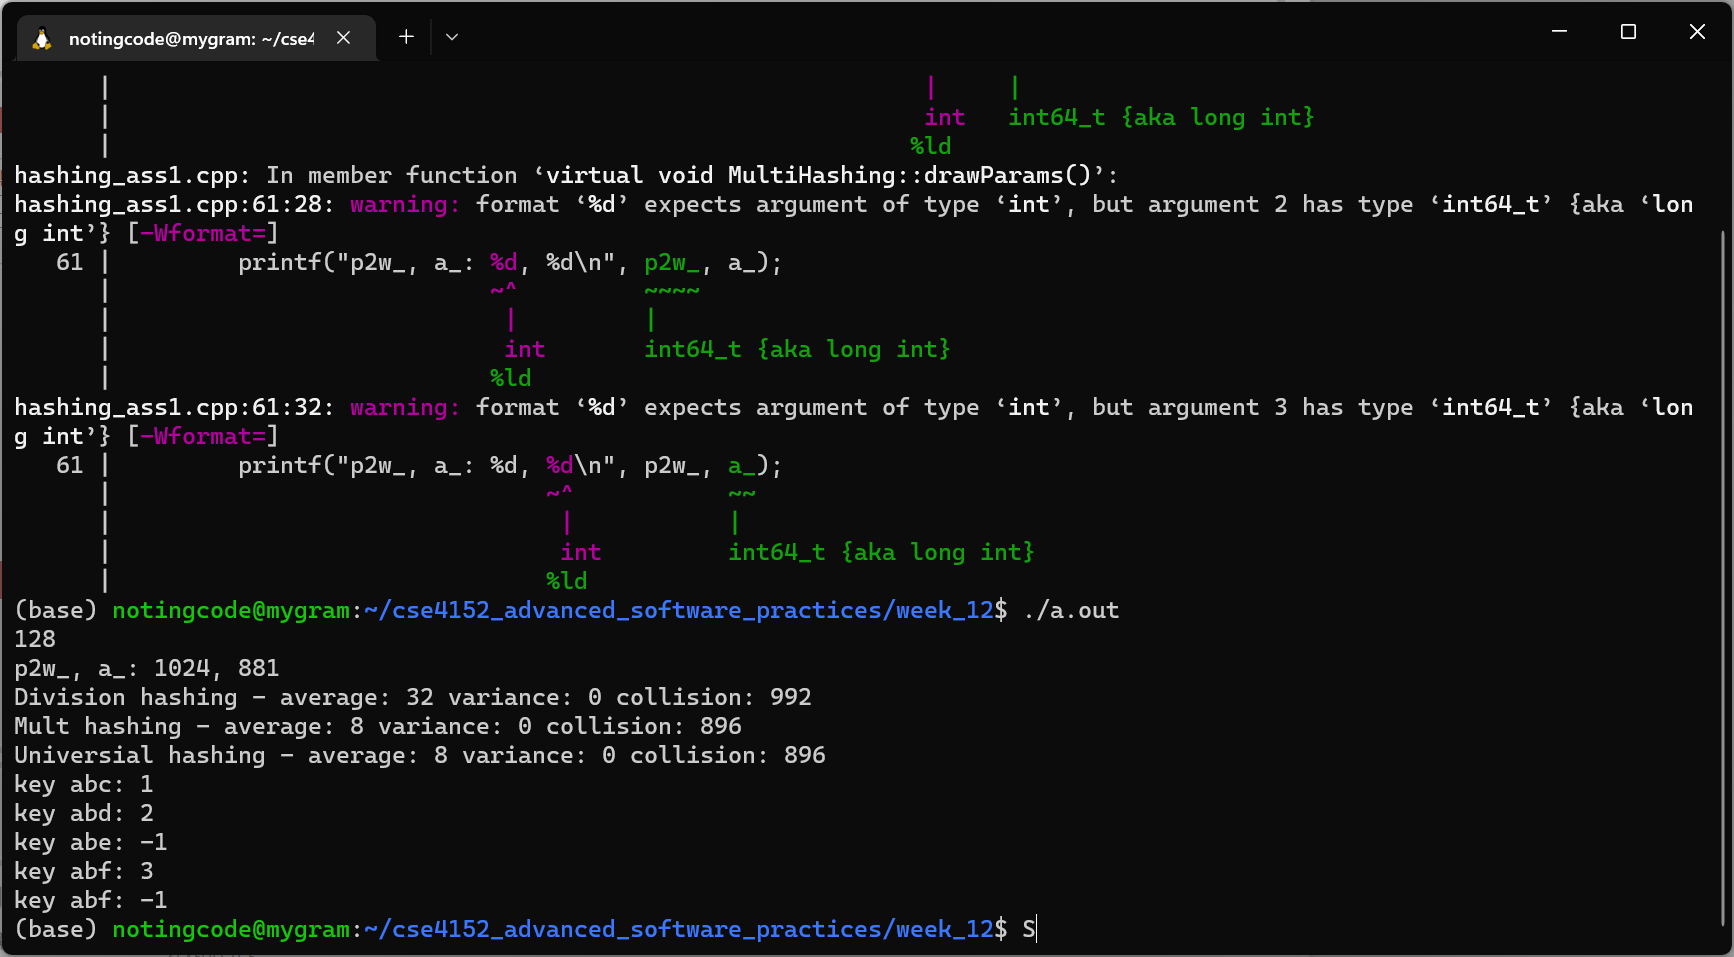 notingcode@mygram: ~/cse4
|                                                          |     |
|                                                          int   int64_t {aka long int}
|                                                         %ld
hashing_ass1.cpp: In member function ‘virtual void MultiHashing::drawParams()’:
hashing_ass1.cpp:61:28: warning: format ‘%d’ expects argument of type ‘int’, but argument 2 has type ‘int64_t’ {aka ‘lon
g int’} [-Wformat=]
   61 |         printf("p2w_, a_: %d, %d\n", p2w_, a_);
      |                           ~^         ~~~~
      |                            |         |
      |                            int       int64_t {aka long int}
      |                           %ld
hashing_ass1.cpp:61:32: warning: format ‘%d’ expects argument of type ‘int’, but argument 3 has type ‘int64_t’ {aka ‘lon
g int’} [-Wformat=]
   61 |         printf("p2w_, a_: %d, %d\n", p2w_, a_);
      |                               ~^           ~~
      |                                |           |
      |                                int         int64_t {aka long int}
      |                               %ld
(base) notingcode@mygram:~/cse4152_advanced_software_practices/week_12$ ./a.out
128
p2w_, a_: 1024, 881
Division hashing - average: 32 variance: 0 collision: 992
Mult hashing - average: 8 variance: 0 collision: 896
Universial hashing - average: 8 variance: 0 collision: 896
key abc: 1
key abd: 2
key abe: -1
key abf: 3
key abf: -1
(base) notingcode@mygram:~/cse4152_advanced_software_practices/week_12$ S